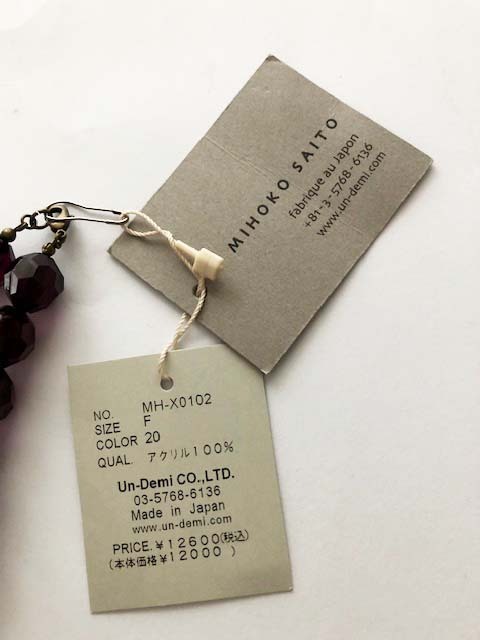 MIHOKO SAITO
fabriqué au Japon
+81-3-5768-6136
www.un-demi.com
NO. MH-X0102
SIZE F
COLOR 20
QUAL. アクリル100%
Un-Demi CO.,LTD.
03-5768-6136
Made in Japan
www.un-demi.com
PRICE.¥12600(税込)
(本体価格¥12000 )